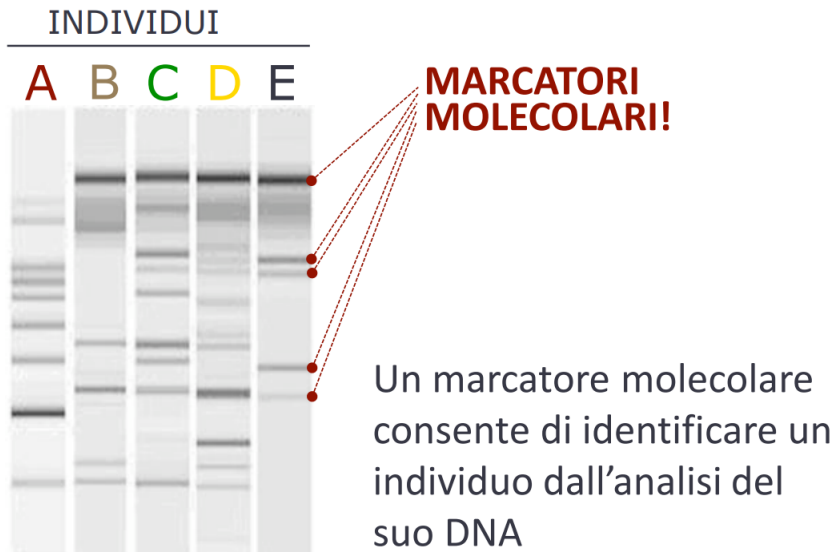 INDIVIDUI
A B C D E
MARCATORI
MOLECOLARI!
Un marcatore molecolare
consente di identificare un
individuo dall’analisi del
suo DNA